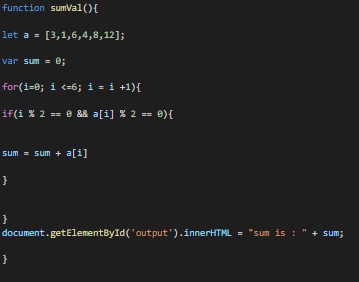 function sumVal(){
let a = [3,1,6,4,8,12];
var sum = 0;
for(i=0; i <=6; i = i +1){
if(i % 2 == 0 && a[i] % 2 == 0){
sum = sum + a[i]
}
}
document.getElementById('output').innerHTML = "sum is : " + sum;
}